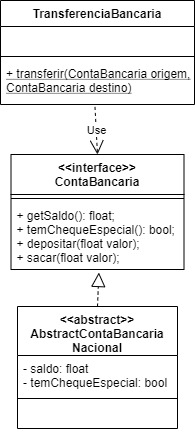 TransferenciaBancaria
+ transferir(ContaBancaria origem,
ContaBancaria destino)
Use
<<interface>>
ContaBancaria
+ getSaldo(): float;
+ temChequeEspecial(): bool;
+ depositar(float valor);
+ sacar(float valor);
<<abstract>>
AbstractContaBancaria
Nacional
- saldo: float
- temChequeEspecial: bool